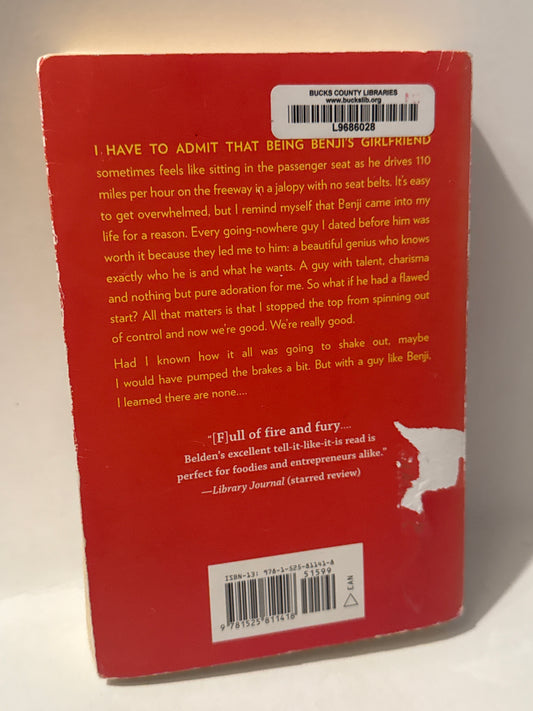 BUCKS COUNTY LIBRARIES
www.buckslib.org
L9686028
I HAVE TO ADMIT THAT BEING BENJI'S GIRLFRIEND
sometimes feels like sitting in the passenger seat as he drives 110
miles per hour on the freeway in a jalopy with no seat belts. It's easy
to get overwhelmed, but I remind myself that Benji came into my
life for a reason. Every going-nowhere guy I dated before him was
worth it because they led me to him: a beautiful genius who knows
exactly who he is and what he wants. A guy with talent, charisma
and nothing but pure adoration for me. So what if he had a flawed
start? All that matters is that I stopped the top from spinning out
of control and now we're good. We're really good.
Had I known how it all was going to shake out, maybe
I would have pumped the brakes a bit. But with a guy like Benji,
I learned there are none....
"[F]ull of fire and fury....
Belden's excellent tell-it-like-it-is read is
perfect for foodies and entrepreneurs alike."
—Library Journal (starred review)
ISBN-13: 978-1-525-81141-8
51599
9 781525 811418
EAN